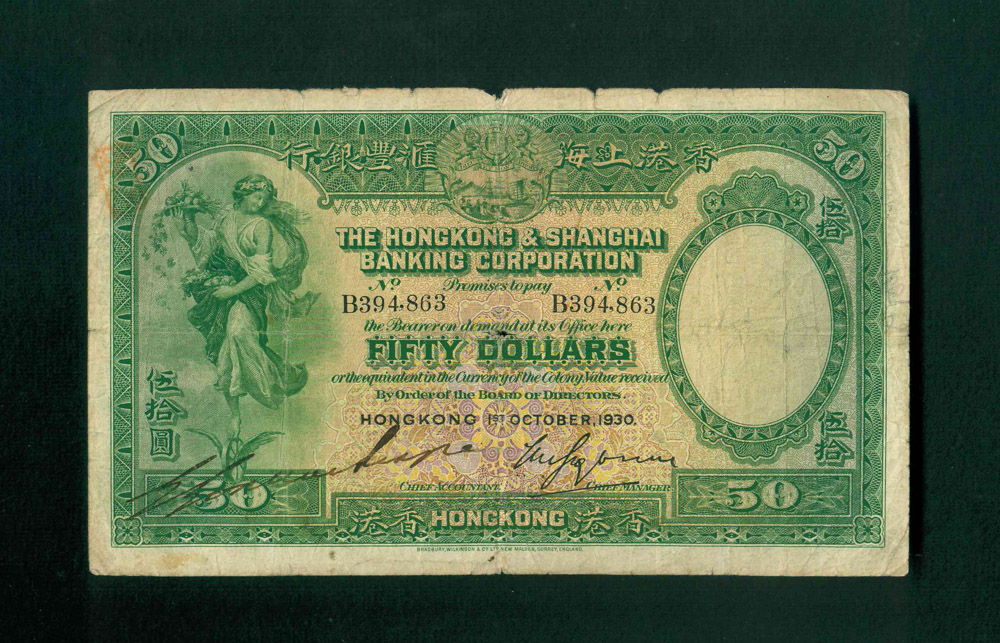 50 行銀豐滙 海上港香 50
THE HONGKONG & SHANGHAI
BANKING CORPORATION
Nº Promises to pay Nº
B394,863 B394,863
the Bearer on demand at its Office here
FIFTY DOLLARS
or the equivalent in the Currency of the Colony, Value received
By Order of the BOARD OF DIRECTORS.
HONGKONG 1ST OCTOBER, 1930.
伍拾圓
伍拾
伍拾
CHIEF ACCOUNTANT CHIEF MANAGER
50 50
港香 HONGKONG 港香
BRADBURY, WILKINSON & Cº Lº NEW MALDEN, SURREY, ENGLAND.